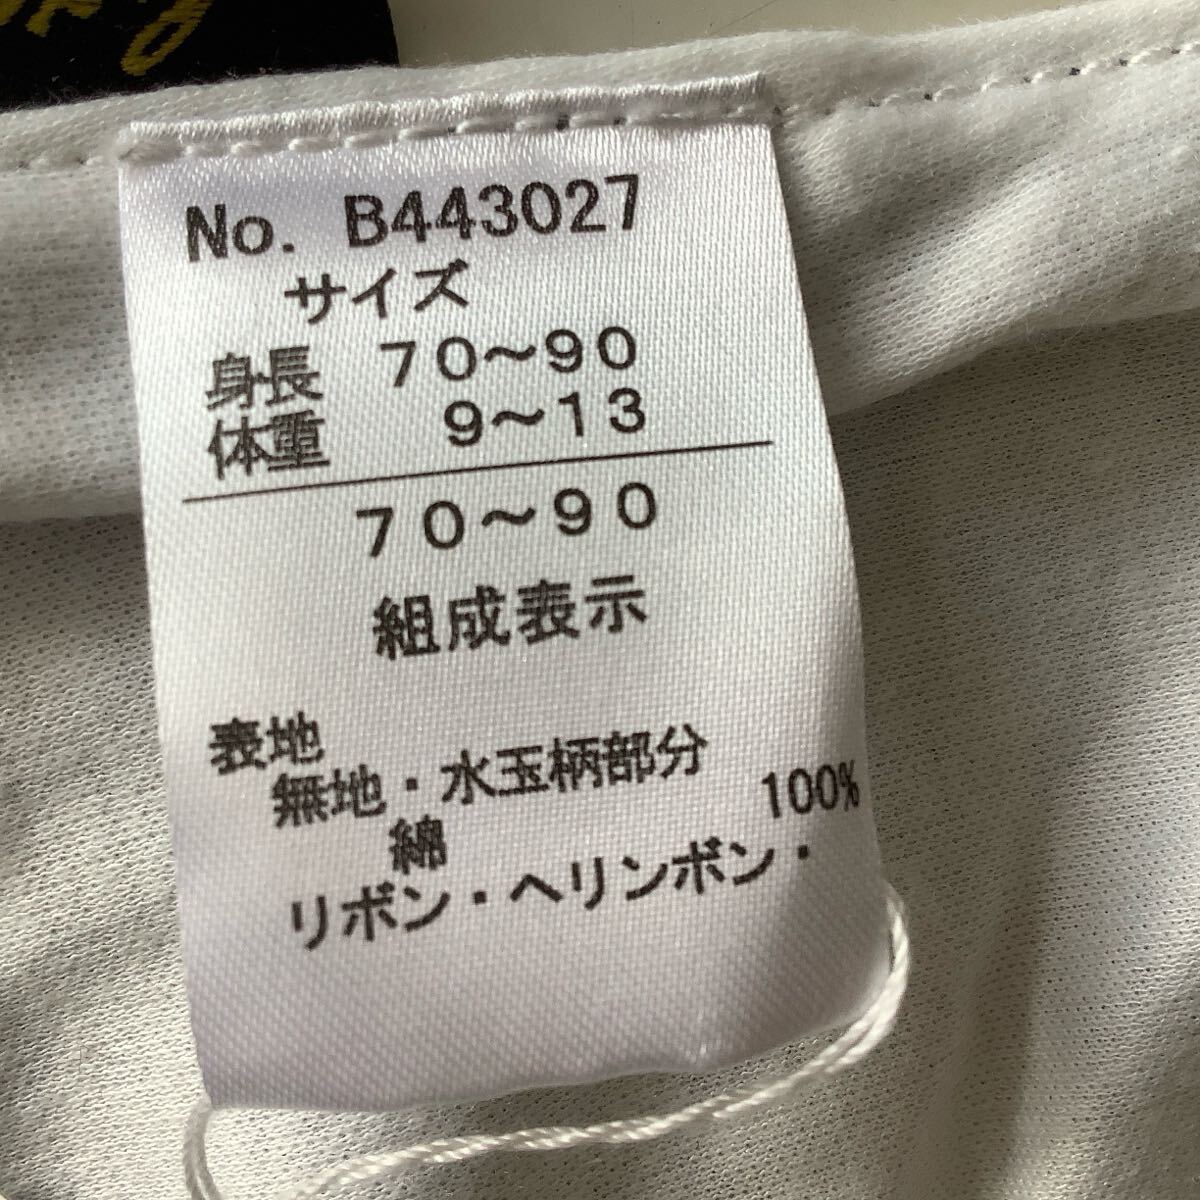 No. B443027
サイズ
身長 70～90
体重 9～13
70～90
組成表示
表地
無地・水玉柄部分
綿 100%
リボン・ヘリンボン・